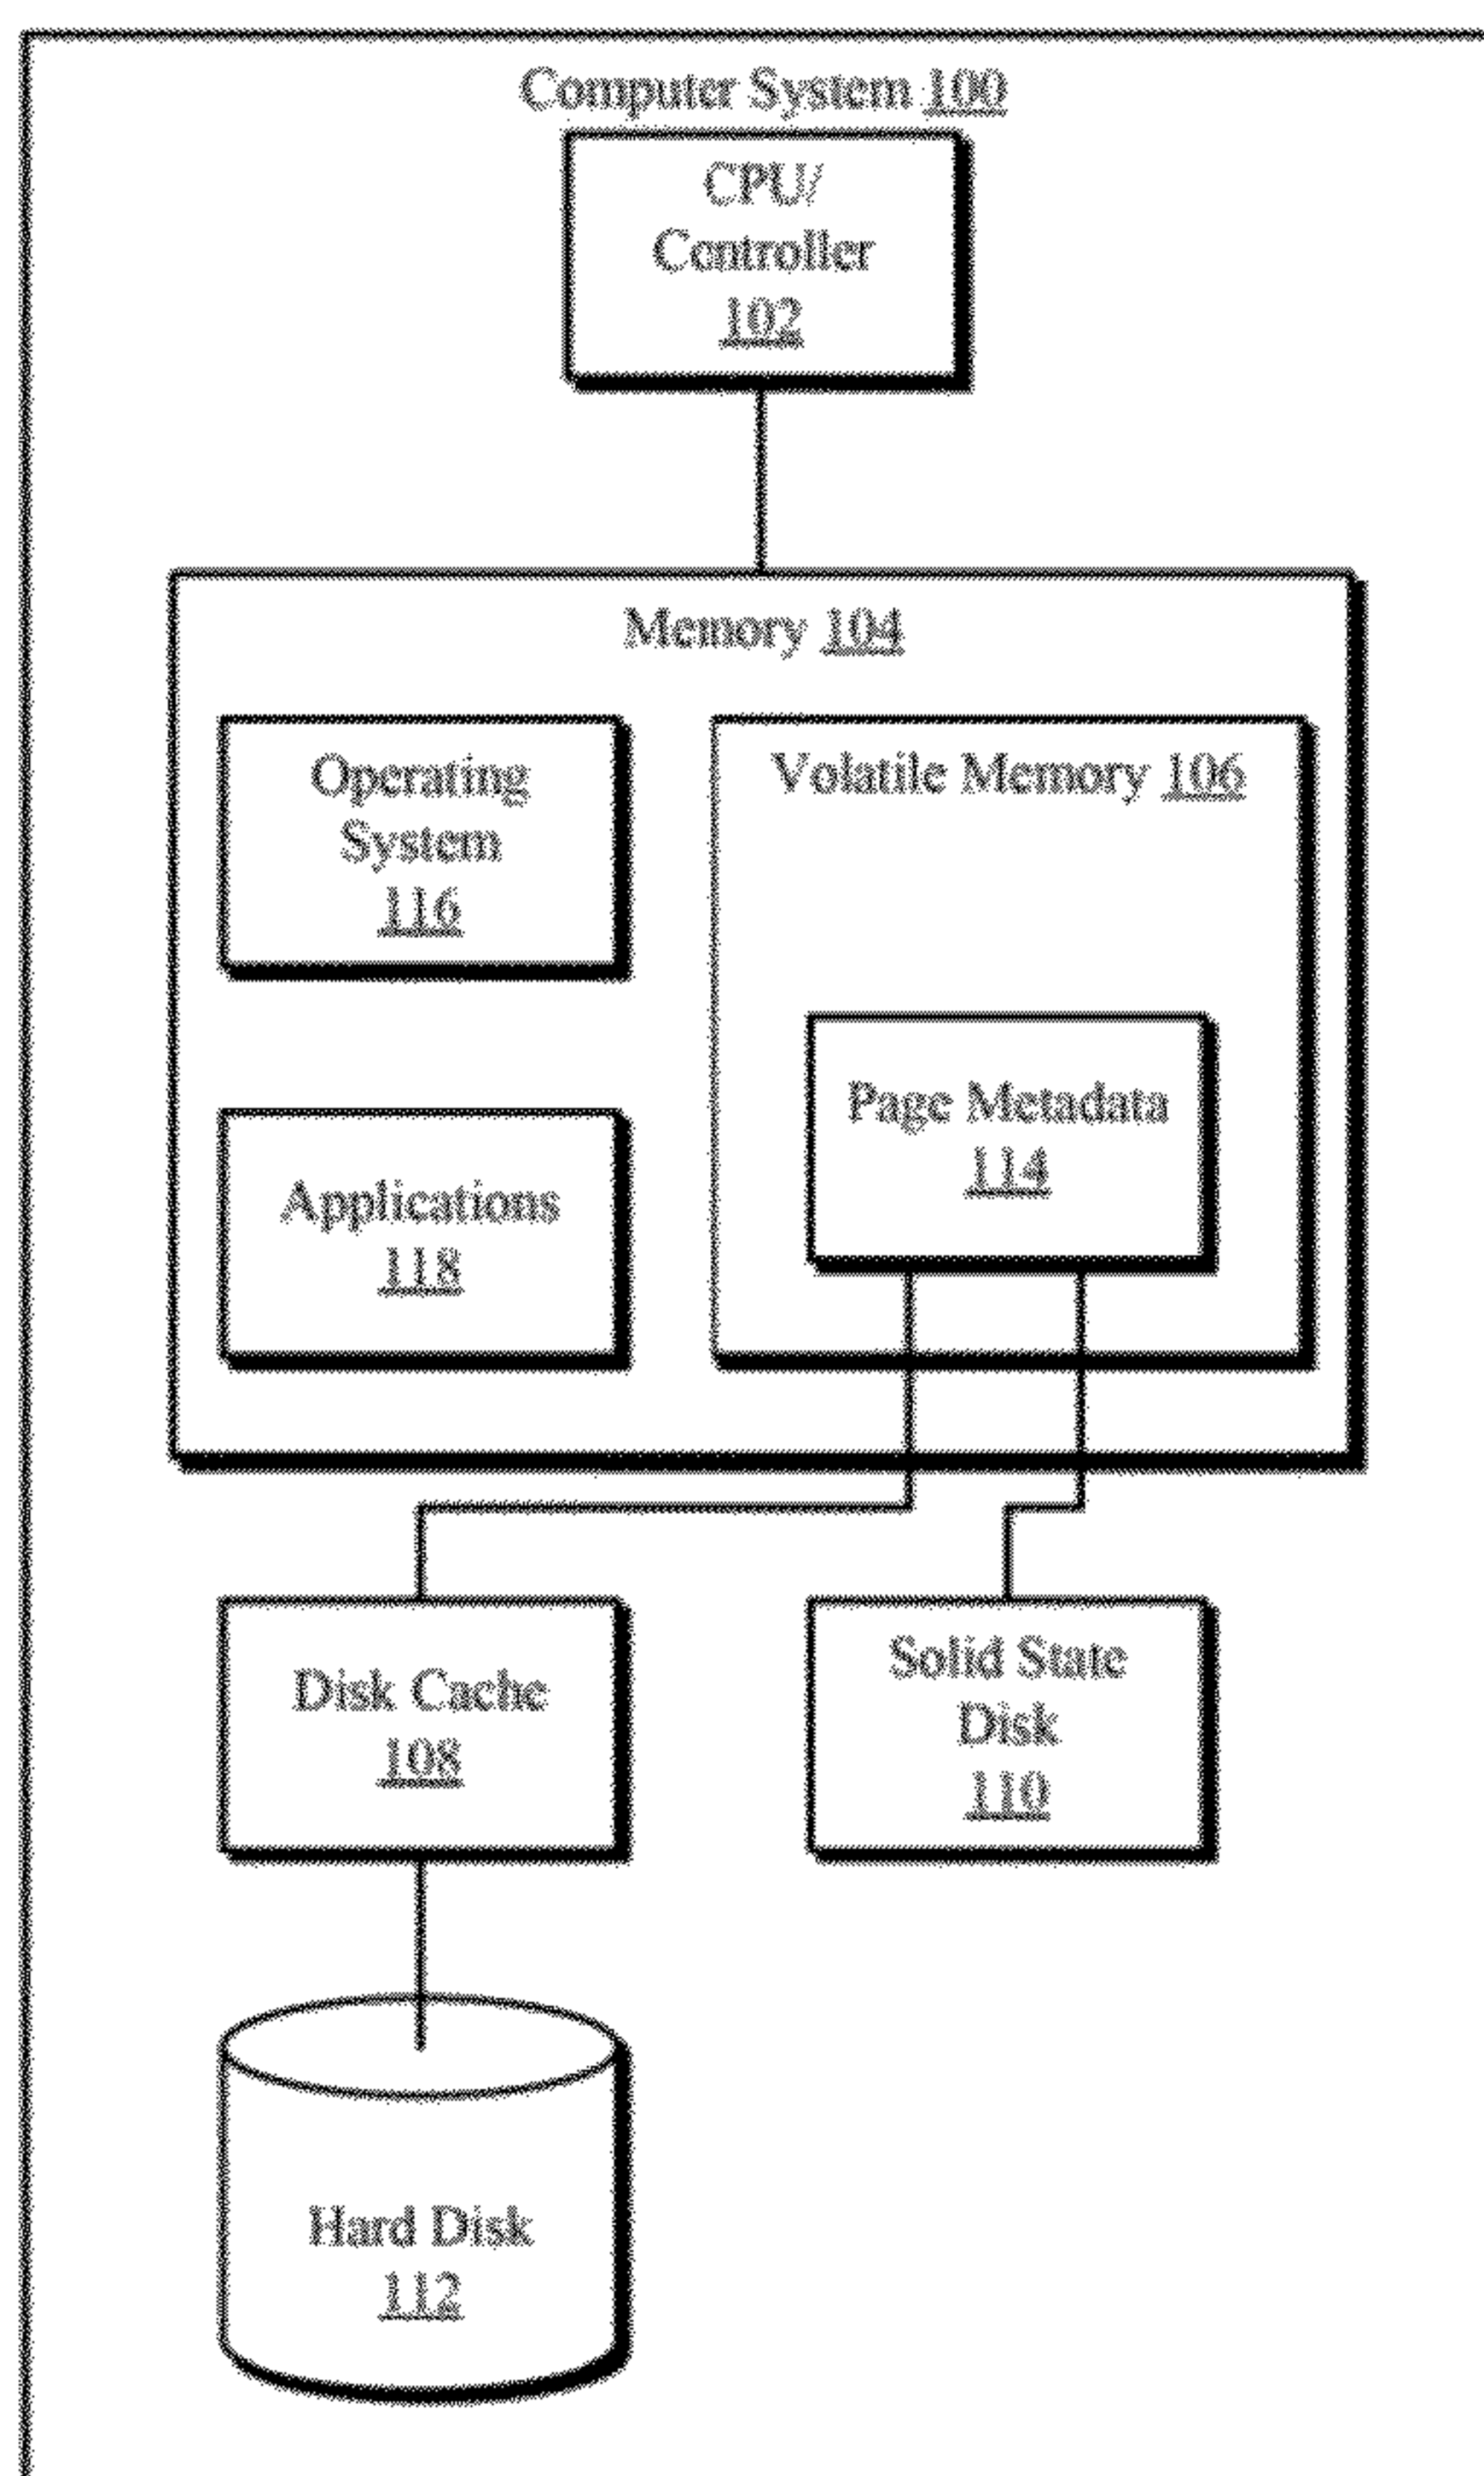 Computer System 100
CPU/
Controller
102
Memory 104
Operating
System
116
Volatile Memory 106
Page Metadata
114
Applications
118
Disk Cache
108
Solid State
Disk
110
Hard Disk
112